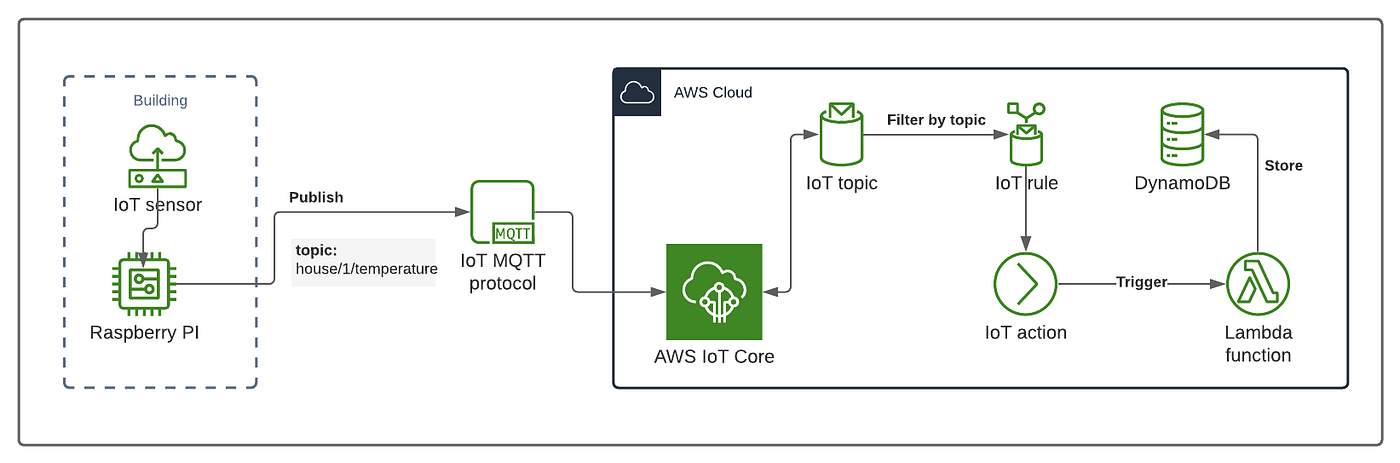 Building
IoT sensor
Raspberry PI
Publish
topic:
house/1/temperature
MQTT
IoT MQTT
protocol
AWS Cloud
AWS IoT Core
IoT topic
Filter by topic
IoT rule
IoT action
Trigger
Lambda
function
Store
DynamoDB